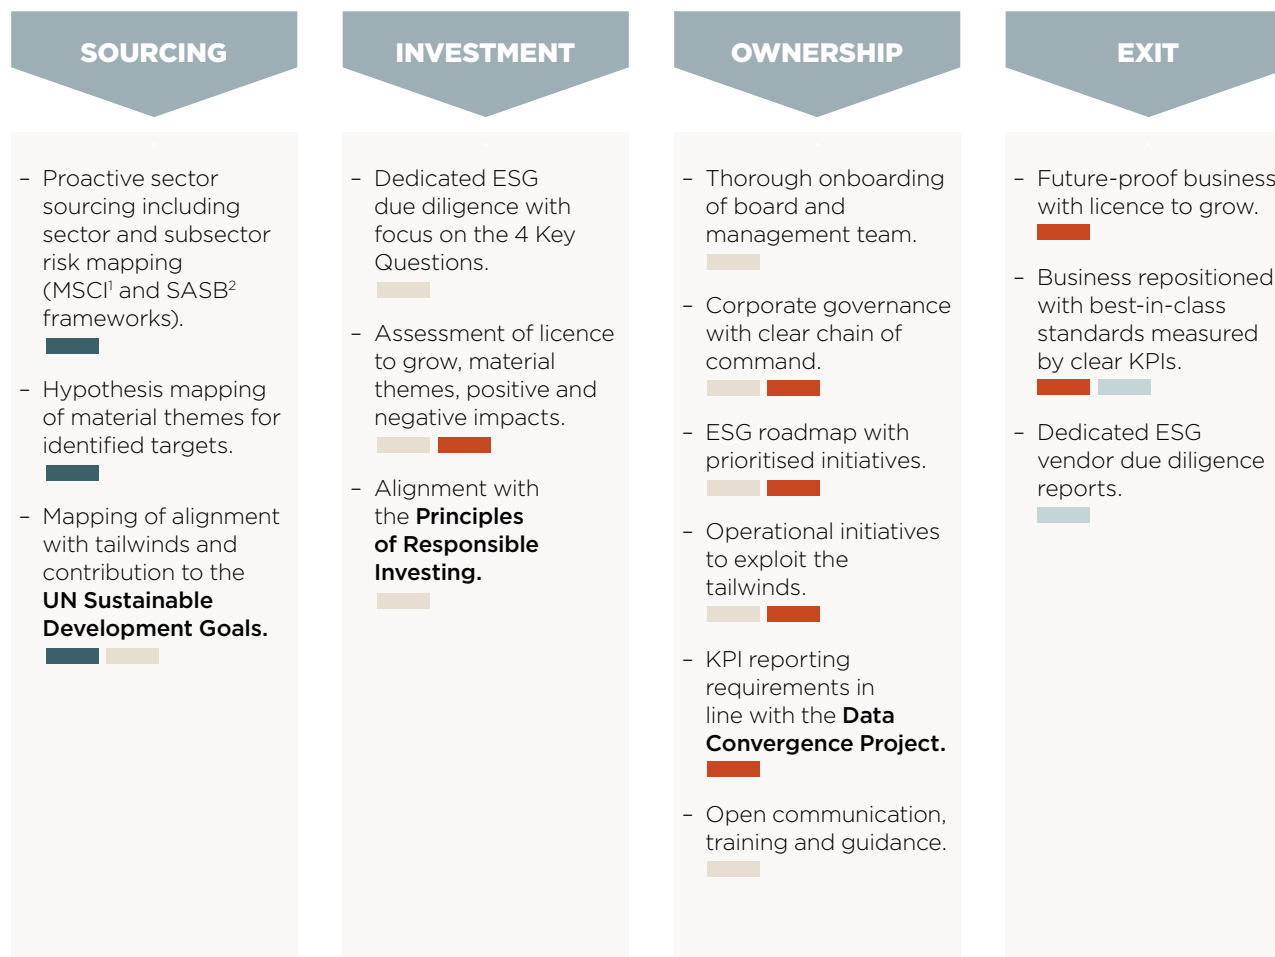 SOURCING
– Proactive sector
sourcing including
sector and subsector
risk mapping
(MSCI¹ and SASB²
frameworks).
– Hypothesis mapping
of material themes for
identified targets.
– Mapping of alignment
with tailwinds and
contribution to the
UN Sustainable
Development Goals.
INVESTMENT
– Dedicated ESG
due diligence with
focus on the 4 Key
Questions.
– Assessment of licence
to grow, material
themes, positive and
negative impacts.
– Alignment with
the Principles
of Responsible
Investing.
OWNERSHIP
– Thorough onboarding
of board and
management team.
– Corporate governance
with clear chain of
command.
– ESG roadmap with
prioritised initiatives.
– Operational initiatives
to exploit the
tailwinds.
– KPI reporting
requirements in
line with the Data
Convergence Project.
– Open communication,
training and guidance.
EXIT
– Future-proof business
with licence to grow.
– Business repositioned
with best-in-class
standards measured
by clear KPIs.
– Dedicated ESG
vendor due diligence
reports.